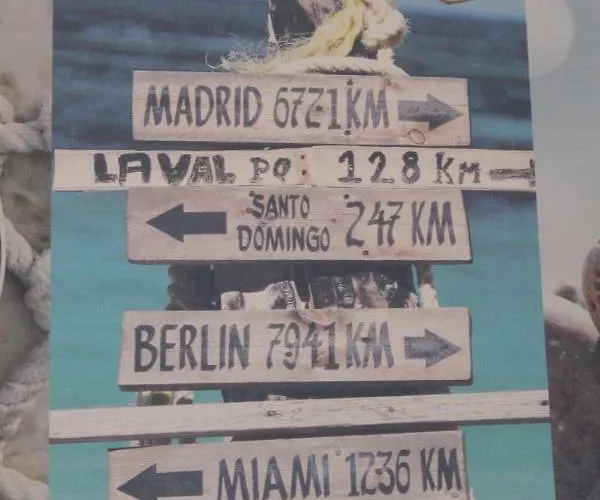 MADRID 6721 KM
LAVAL PQ 128 KM
SANTO
DOMINGO 247 KM
BERLIN 7941 KM
MIAMI 1236 KM